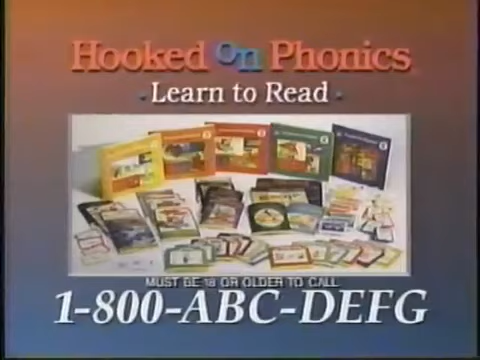 Hooked on Phonics
Learn to Read
MUST BE 18 OR OLDER TO CALL
1-800-ABC-DEFG